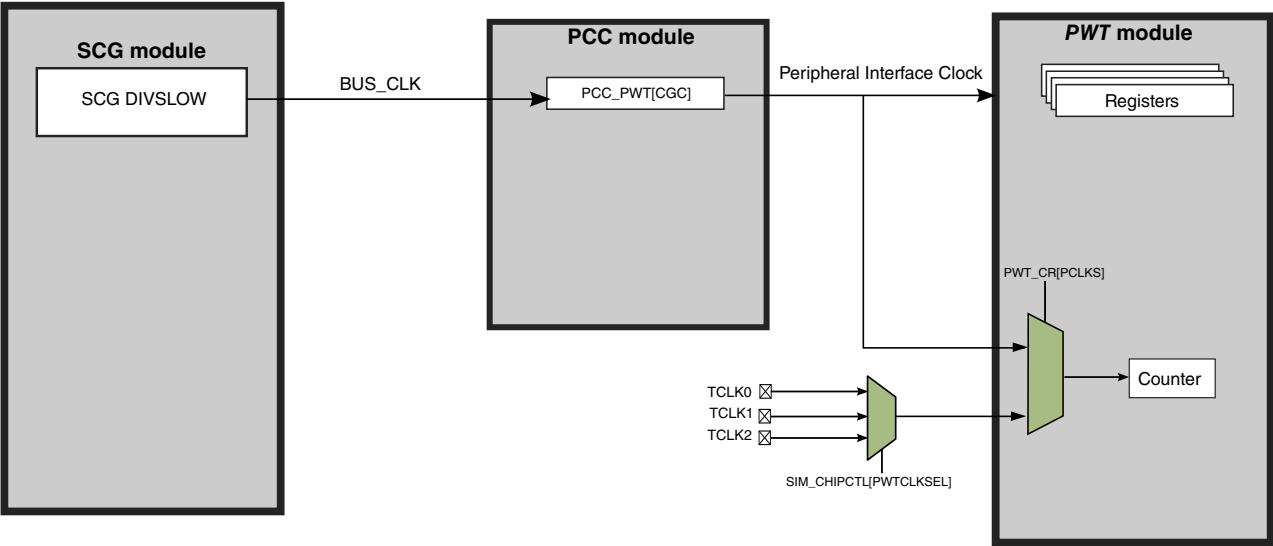 SCG module
SCG DIVSLOW
BUS_CLK
PCC module
PCC_PWT[CGC]
Peripheral Interface Clock
PWT module
Registers
PWT_CR[PCLKS]
Counter
TCLK0
TCLK1
TCLK2
SIM_CHIPCTL[PWTCLKSEL]